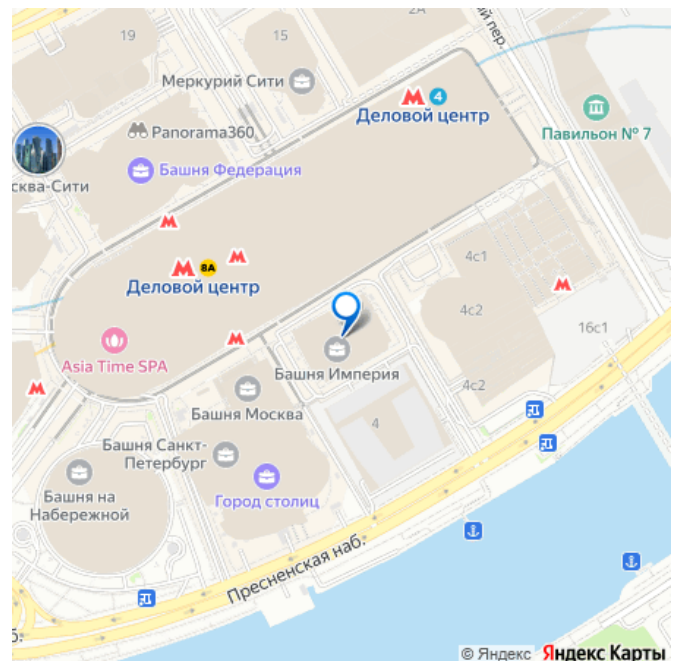 2А
ый пер.
19
15
Меркурий Сити
4
Деловой центр
Павильон № 7
Panorama360
сква-Сити
Башня Федерация
4с1
8А
Деловой центр
4с2
16с1
Asia Time SPA
Башня Империя
4с2
Башня Москва
4
Башня Санкт-
Петербург
Башня на
Набережной
Город столиц
Пресненская наб.
б:
© Яндекс Яндекс Карты